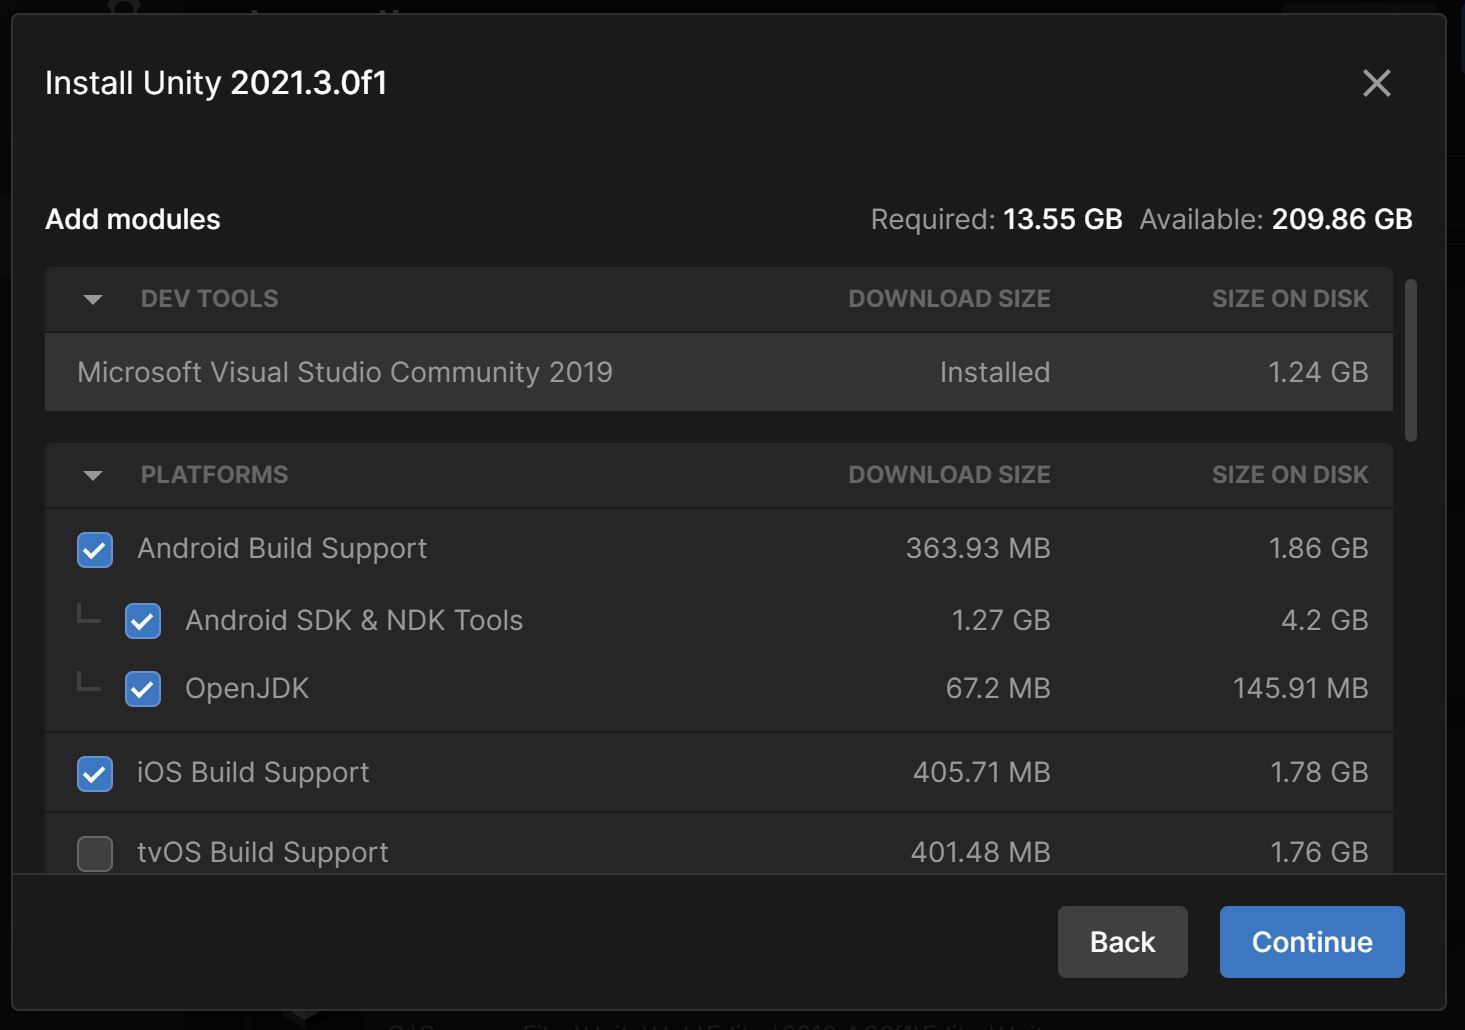 Install Unity 2021.3.0f1
Add modules Required: 13.55 GB Available: 209.86 GB
DEV TOOLS DOWNLOAD SIZE SIZE ON DISK
Microsoft Visual Studio Community 2019 Installed 1.24 GB
PLATFORMS DOWNLOAD SIZE SIZE ON DISK
Android Build Support 363.93 MB 1.86 GB
Android SDK & NDK Tools 1.27 GB 4.2 GB
OpenJDK 67.2 MB 145.91 MB
iOS Build Support 405.71 MB 1.78 GB
tvOS Build Support 401.48 MB 1.76 GB
Back Continue